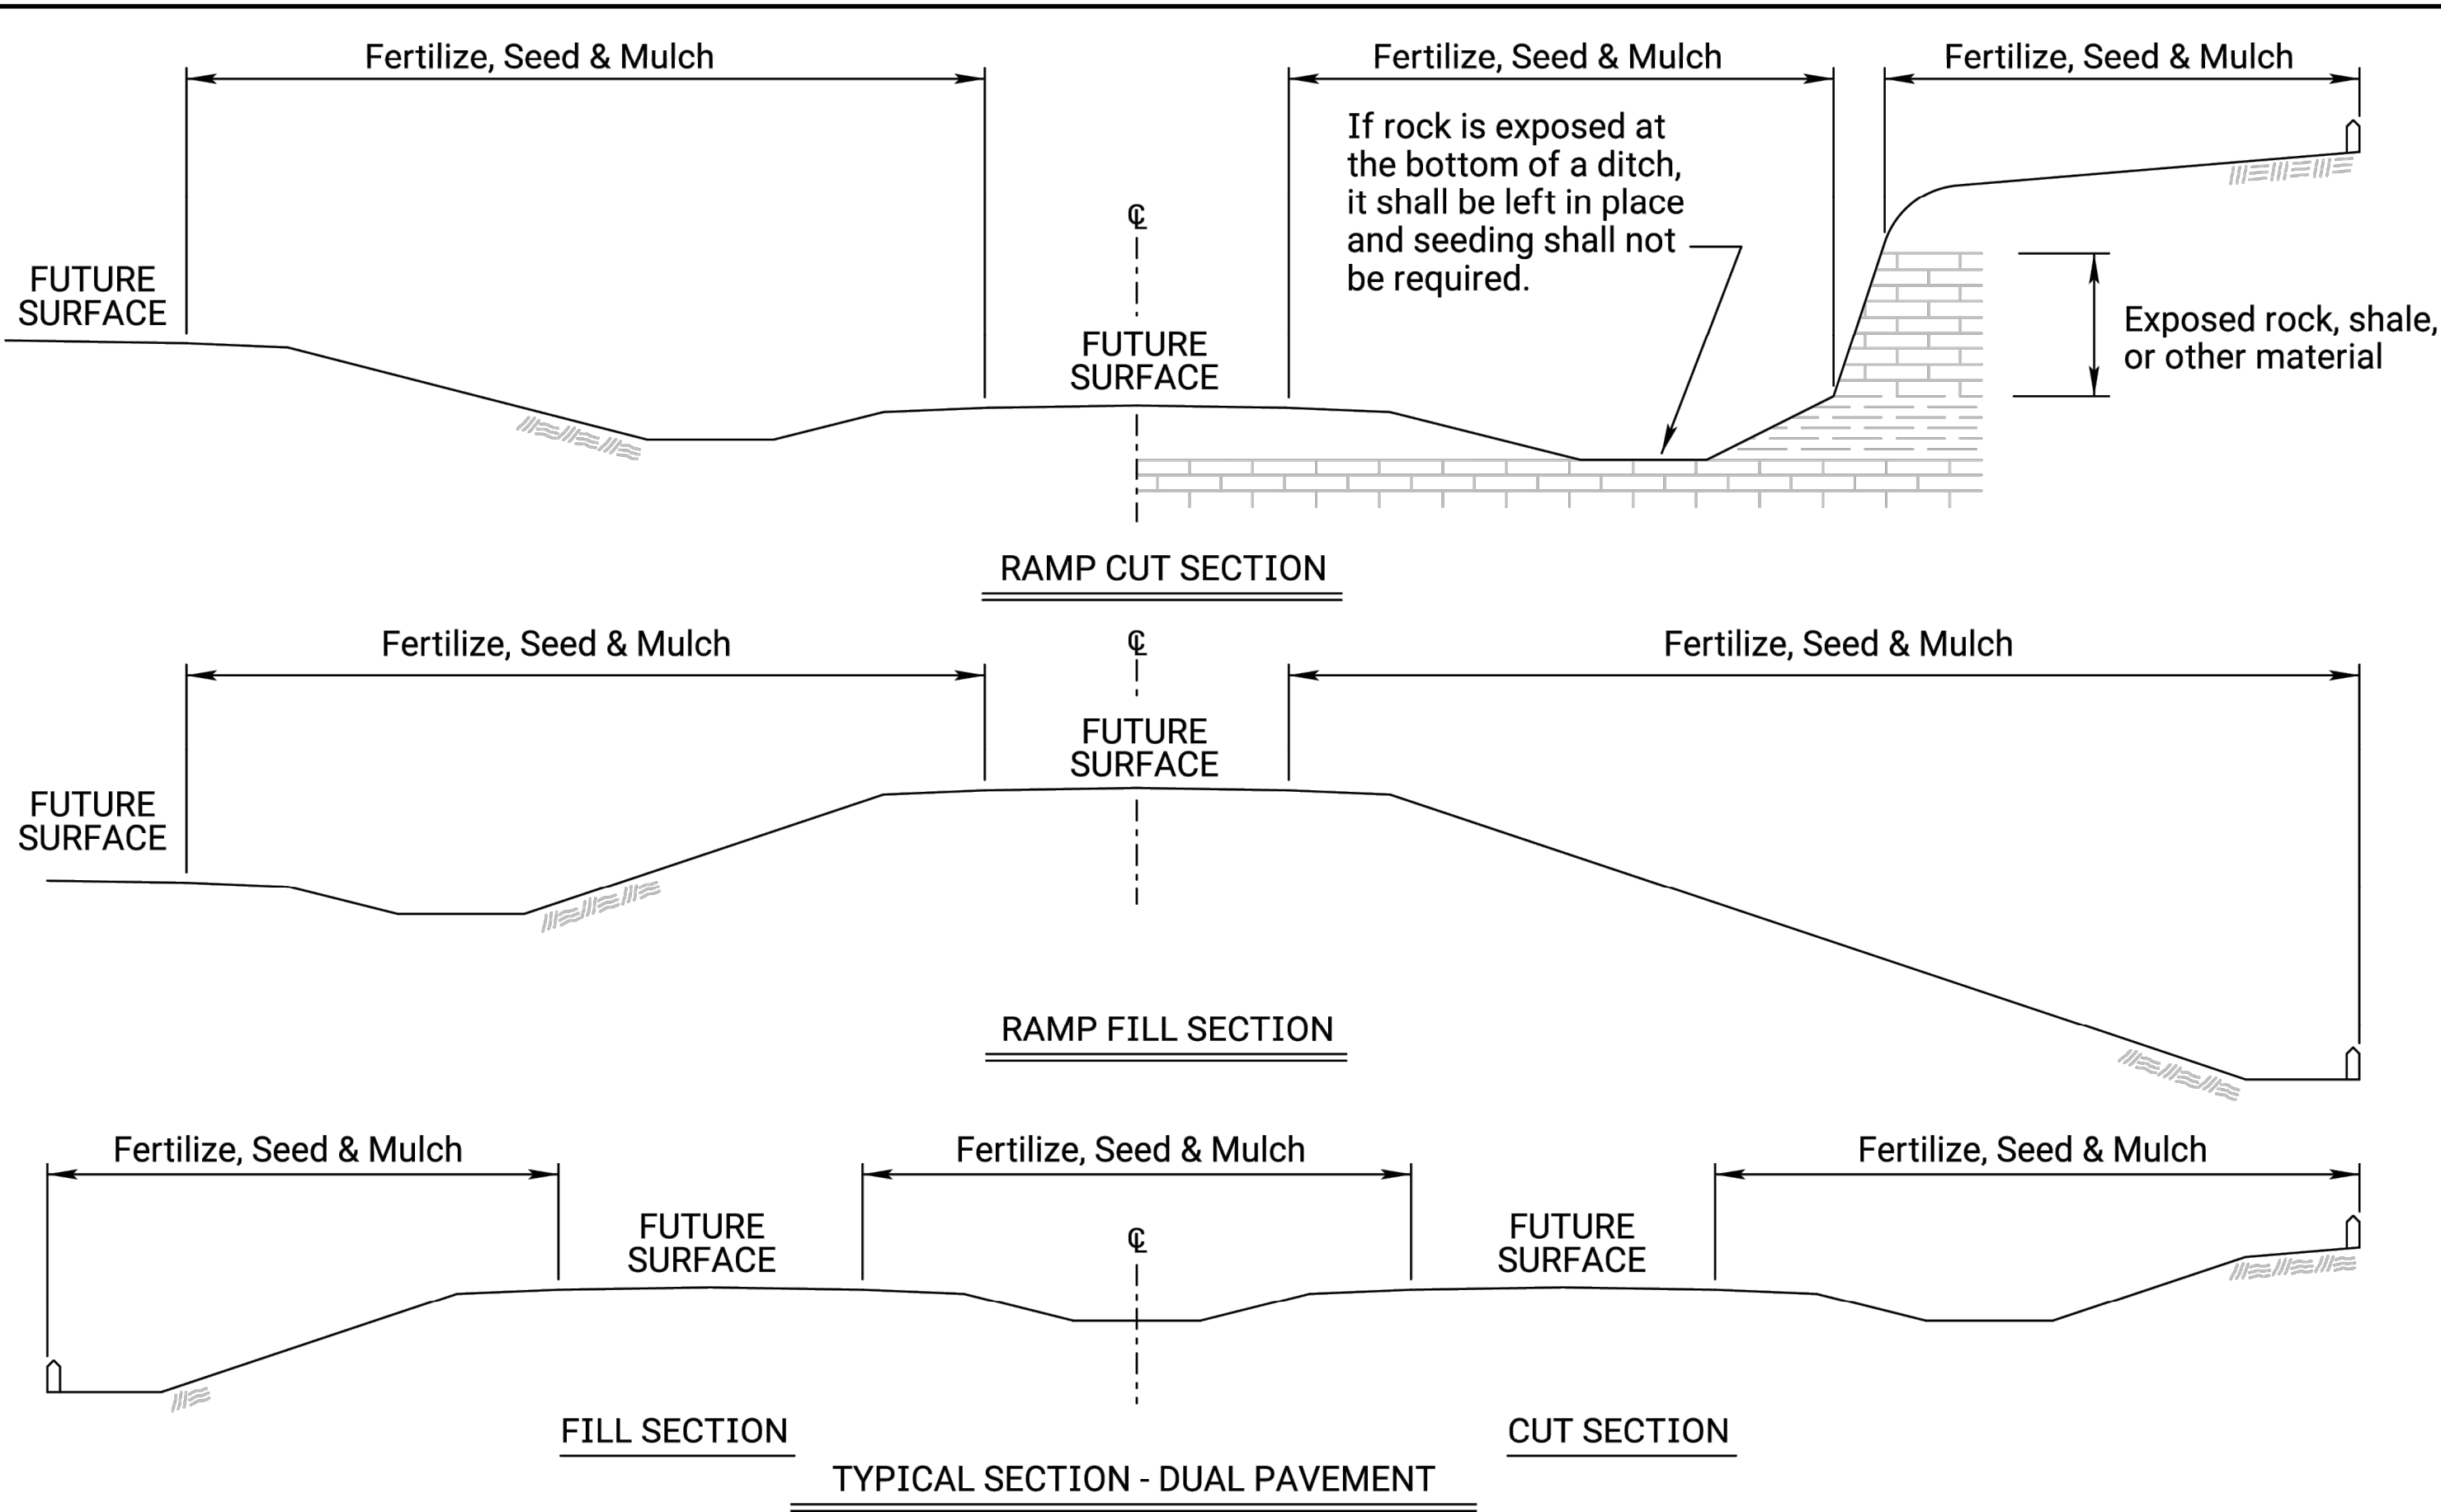 Fertilize, Seed & Mulch
Fertilize, Seed & Mulch
Fertilize, Seed & Mulch
If rock is exposed at
the bottom of a ditch,
it shall be left in place
and seeding shall not
be required.
℄
FUTURE
SURFACE
FUTURE
SURFACE
Exposed rock, shale,
or other material
RAMP CUT SECTION
Fertilize, Seed & Mulch
℄
Fertilize, Seed & Mulch
FUTURE
SURFACE
FUTURE
SURFACE
RAMP FILL SECTION
Fertilize, Seed & Mulch
Fertilize, Seed & Mulch
Fertilize, Seed & Mulch
FUTURE
SURFACE
℄
FUTURE
SURFACE
FILL SECTION
CUT SECTION
TYPICAL SECTION - DUAL PAVEMENT